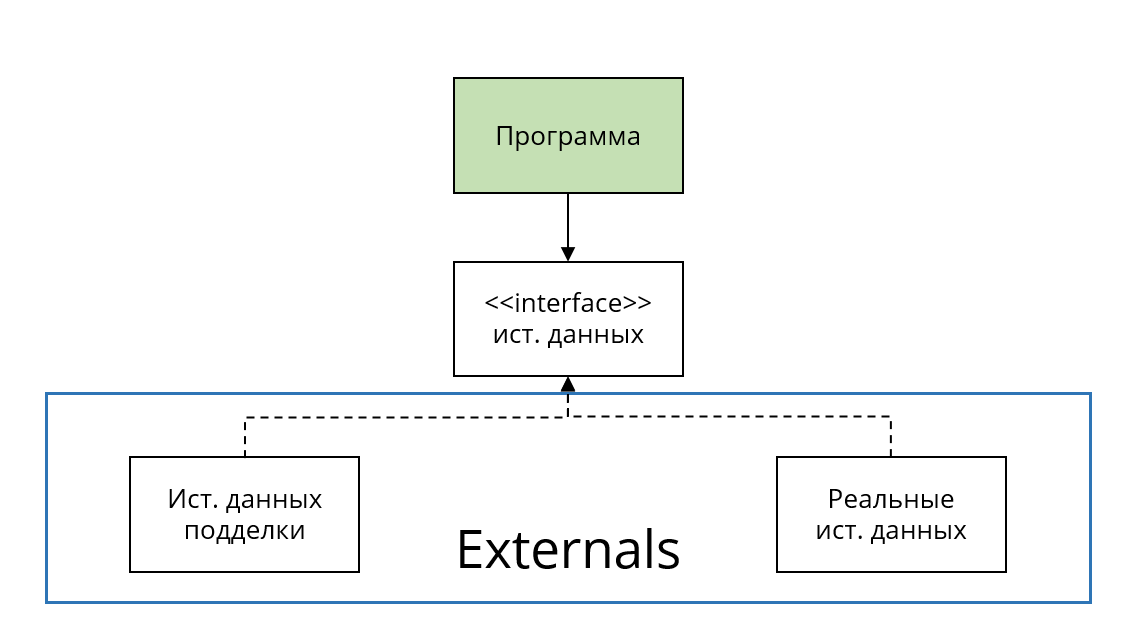 Программа
<<interface>>
ист. данных
Ист. данных
подделки
Реальные
ист. данных
Externals